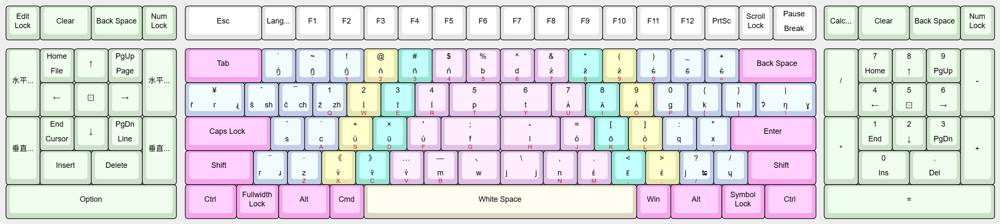 Edit Lock Clear Back Space Num Lock Esc Lang... F1 F2 F3 F4 F5 F6 F7 F8 F9 F10 F11 F12 PrtSc Scroll Lock Pause Break Calc... Clear Back Space Num Lock
水平... Home File ↑ PgUp Page 水平...
← ⊡ →
垂直... End Cursor ↓ PgDn Line 垂直...
Insert Delete
Option
Tab ` ~ ! @ # $ % ^ & * ( ) _ + Back Space
ŋ̀ ŋ̄ ŋ́ ǹ n̄ ń b d ƨ́ ƨ̄ ƨ̀ ɞ́ ɞ̄ ɞ̀
` 1 2 3 4 5 6 7 8 9 0 - =
¥ ˇ ¯ 1 2 3 4 5 6 7 8 9 0 { } |
r̂ r ɻ ŝ sh ĉ ch ẑ zh ì ī í p t ᴀ́ ᴀ̄ ᴀ̀ g k h ʔ ŋ ɣ
Q W E R T Y U I O P [ ] \
Caps Lock ˆ ´ ÷ × ' ; - = [ ] : " Enter
s c ù ū ú f l ó ō ò q x
A S D F G H J K L ; '
Shift ¨ · 《 》 … — 、 \ , . < > ? / Shift
r ɹ z ʏ̀ ʏ̄ ʏ́ m w j j n ᴇ́ ᴇ̄ ᴇ̀ j ʨ ɥ
Z X C V B N M , . /
Ctrl Fullwidth Lock Alt Cmd White Space Win Alt Symbol Lock Ctrl
/ 7 Home 8 ↑ 9 PgUp -
4 ← 5 ⊡ 6 →
* 1 End 2 ↓ 3 PgDn +
0 Ins . Del
=